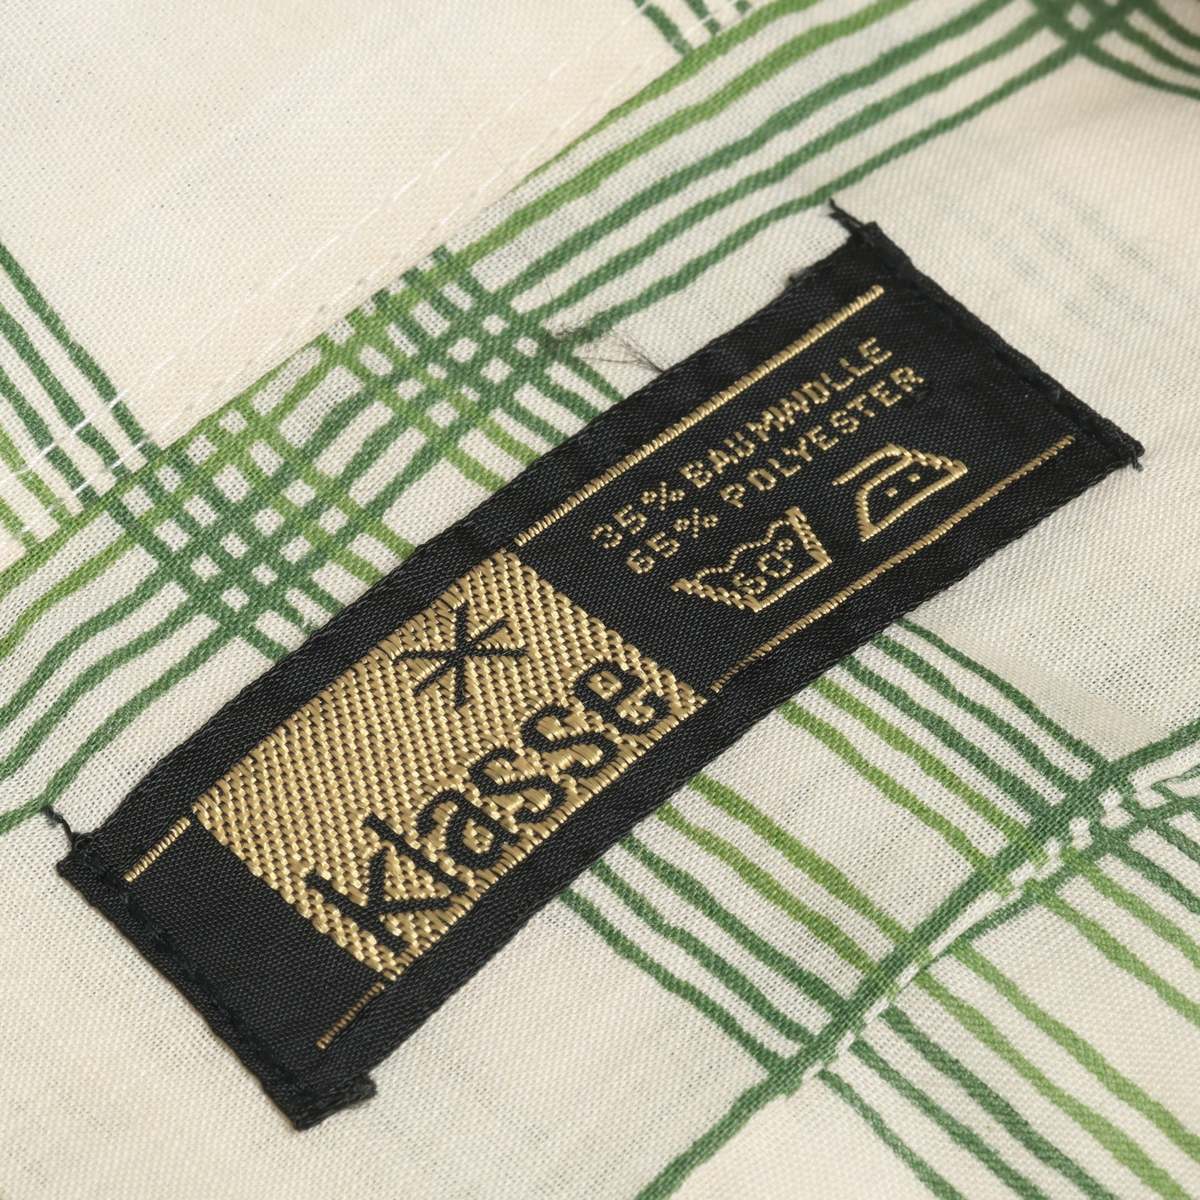 klasse
35% BAUMWOLLE
65% POLYESTER
60°